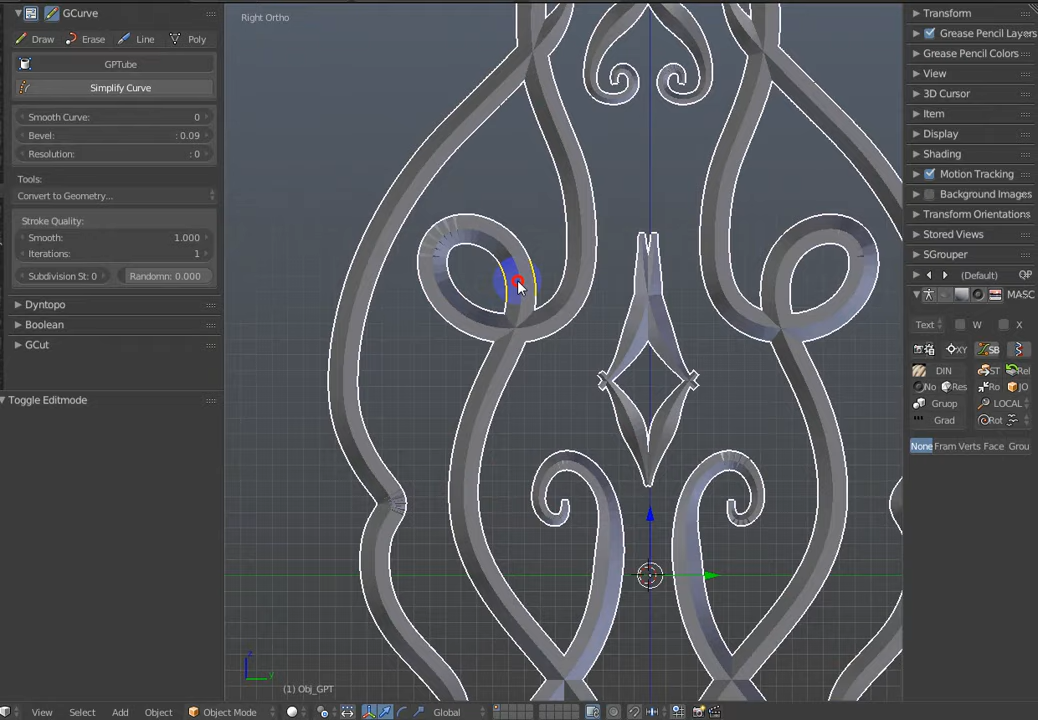 GCurve
Draw Erase Line Poly
GPTube
Simplify Curve
Smooth Curve: 0
Bevel: : 0.09
Resolution: : 0
Tools:
Convert to Geometry...
Stroke Quality:
Smooth: 1.000
Iterations: 1
Subdivision St: 0 Randomn: 0.000
Dyntopo
Boolean
GCut
Toggle Editmode
Right Ortho
z
y
(1) Obj_GPT
View Select Add Object Object Mode Global
Transform
Grease Pencil Layers
Grease Pencil Colors
View
3D Cursor
Item
Display
Shading
Motion Tracking
Background Images
Transform Orientations
Stored Views
SGrouper
(Default) QP
MASC
Text W X
XY SB
DIN ST Rel
No Res Ro JO
Gruop LOCAL
Grad Rot
None Fram Verts Face Grou